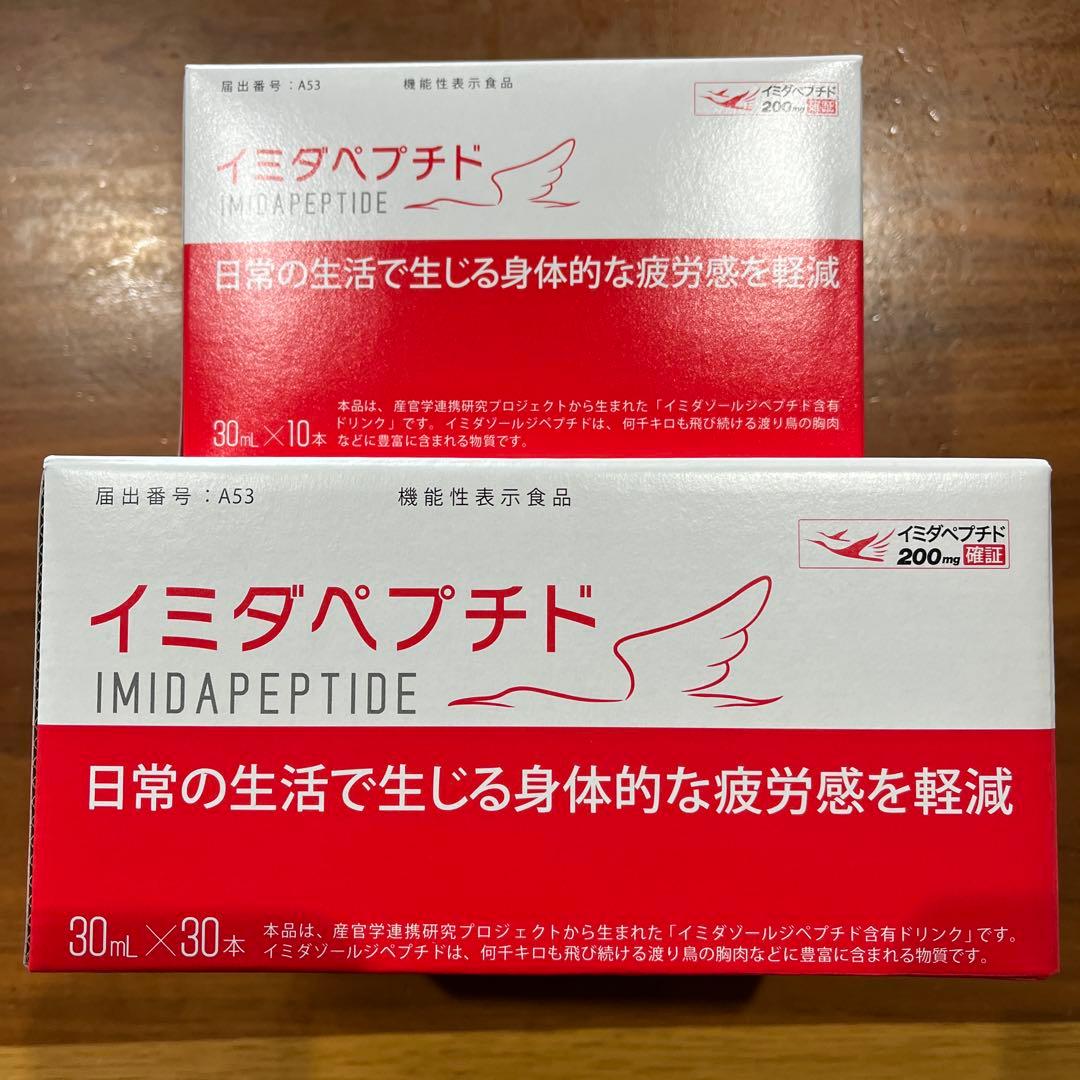 届出番号：A53
機能性表示食品
イミダペプチド
200mg 確証
イミダペプチド
IMIDAPEPTIDE
日常の生活で生じる身体的な疲労感を軽減
30mL×10本
本品は、産官学連携研究プロジェクトから生まれた「イミダゾールジペプチド含有
ドリンク」です。イミダゾールジペプチドは、何千キロも飛び続ける渡り鳥の胸肉
などに豊富に含まれる物質です。
届出番号：A53
機能性表示食品
イミダペプチド
200mg 確証
イミダペプチド
IMIDAPEPTIDE
日常の生活で生じる身体的な疲労感を軽減
30mL×30本
本品は、産官学連携研究プロジェクトから生まれた「イミダゾールジペプチド含有ドリンク」です。
イミダゾールジペプチドは、何千キロも飛び続ける渡り鳥の胸肉などに豊富に含まれる物質です。